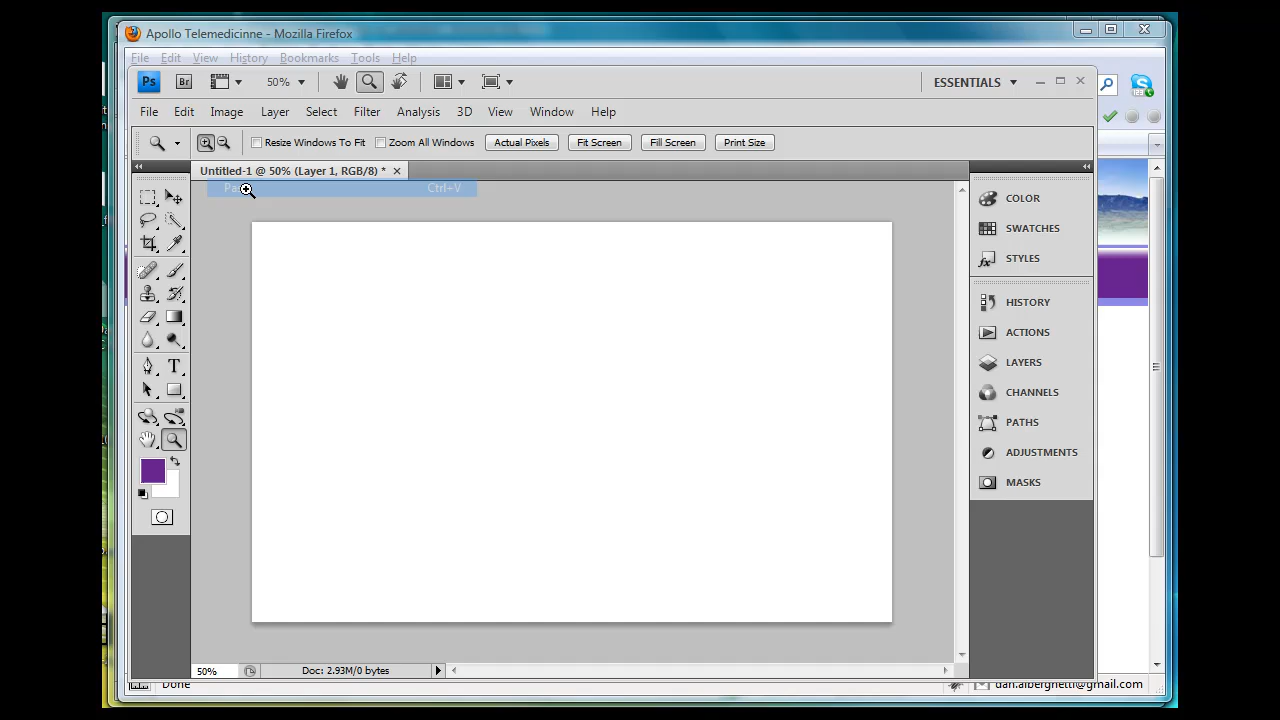 Apollo Telemedicinne - Mozilla Firefox
File Edit View History Bookmarks Tools Help
Ps Br 50% ESSENTIALS
File Edit Image Layer Select Filter Analysis 3D View Window Help
Resize Windows To Fit Zoom All Windows Actual Pixels Fit Screen Fill Screen Print Size
Untitled-1 @ 50% (Layer 1, RGB/8) *
Ctrl+V
COLOR
SWATCHES
STYLES
HISTORY
ACTIONS
LAYERS
CHANNELS
PATHS
ADJUSTMENTS
MASKS
T
50% Doc: 2.93M/0 bytes
Done dan.alberghetti@gmail.com